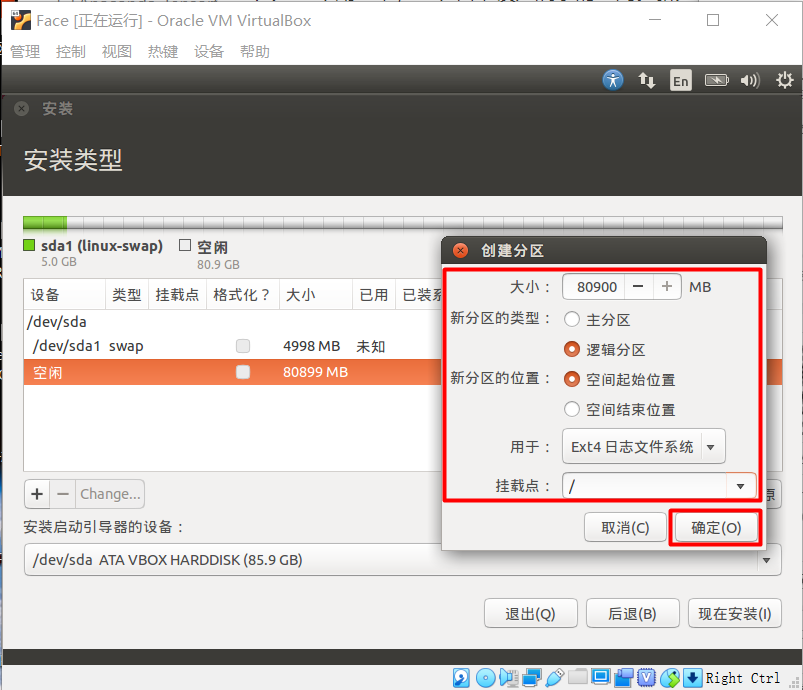 Face [正在运行] - Oracle VM VirtualBox
管理 控制 视图 热键 设备 帮助
En
安装
安装类型
sda1 (linux-swap)
5.0 GB
空闲
80.9 GB
设备 类型 挂载点 格式化？ 大小 已用 已装系
/dev/sda
/dev/sda1 swap 4998 MB 未知
空闲 80899 MB
+ − Change...
安装启动引导器的设备：
/dev/sda ATA VBOX HARDDISK (85.9 GB)
退出(Q) 后退(B) 现在安装(I)
创建分区
大小： 80900 − + MB
新分区的类型： 主分区
逻辑分区
新分区的位置： 空间起始位置
空间结束位置
用于： Ext4 日志文件系统
挂载点： /
取消(C) 确定(O)
Right Ctrl